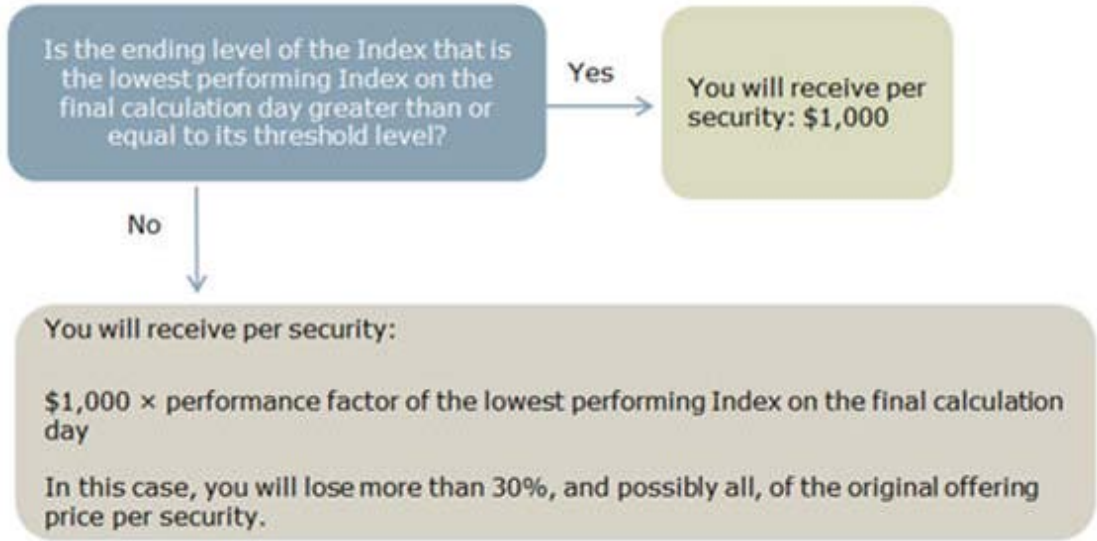 Is the ending level of the Index that is
the lowest performing Index on the
final calculation day greater than or
equal to its threshold level?
Yes
You will receive per
security: $1,000
No
You will receive per security:
$1,000 × performance factor of the lowest performing Index on the final calculation
day
In this case, you will lose more than 30%, and possibly all, of the original offering
price per security.